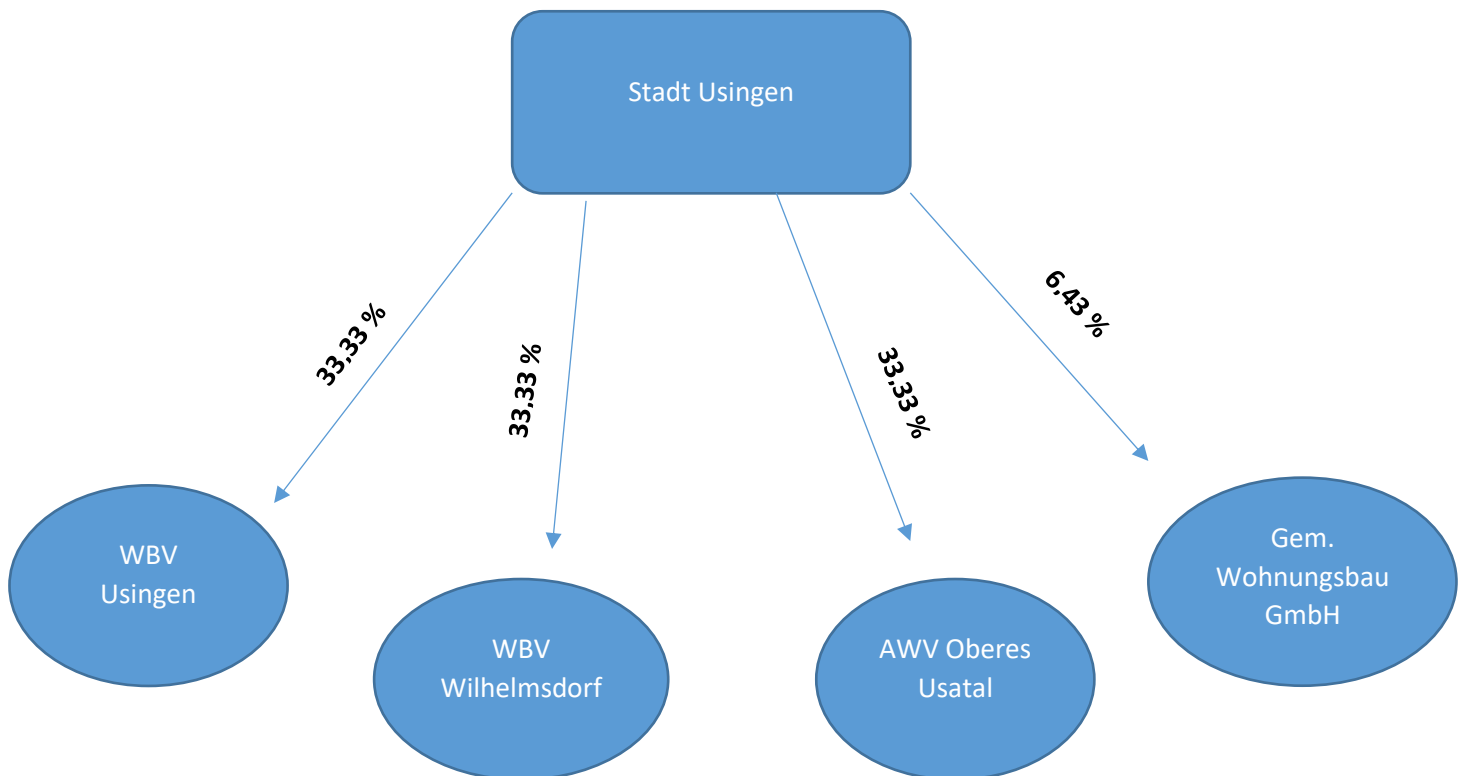 Stadt Usingen
33,33 %
33,33 %
33,33 %
6,43 %
WBV
Usingen
WBV
Wilhelmsdorf
AWV Oberes
Usatal
Gem.
Wohnungsbau
GmbH